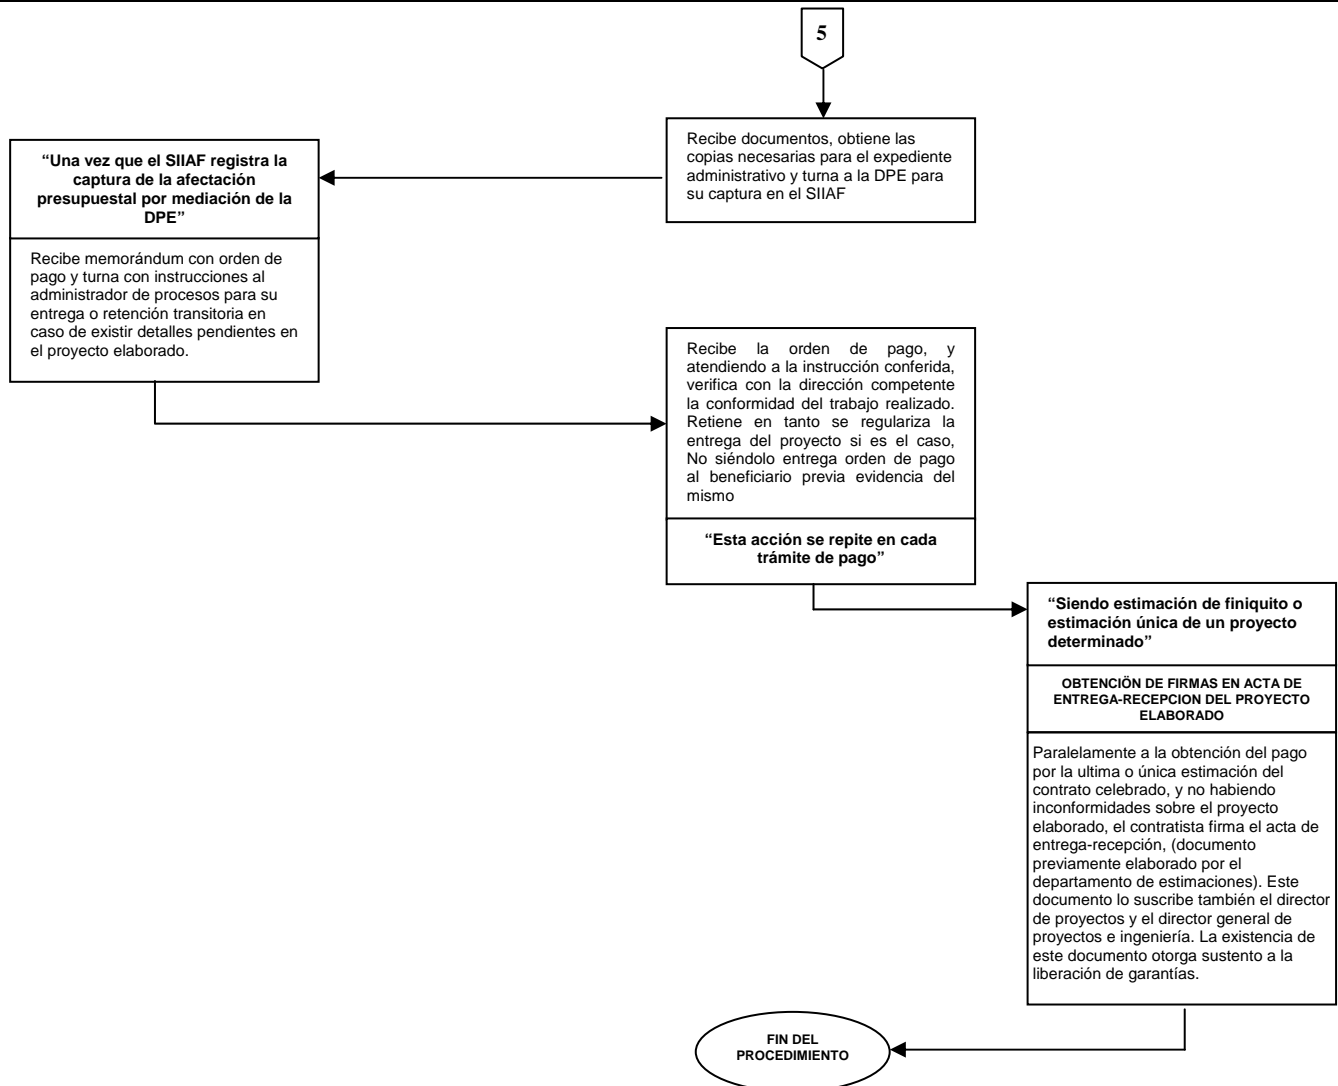 5
Recibe documentos, obtiene las
copias necesarias para el expediente
administrativo y turna a la DPE para
su captura en el SIIAF
“Una vez que el SIIAF registra la
captura de la afectación
presupuestal por mediación de la
DPE”
Recibe memorándum con orden de
pago y turna con instrucciones al
administrador de procesos para su
entrega o retención transitoria en
caso de existir detalles pendientes en
el proyecto elaborado.
Recibe la orden de pago, y
atendiendo a la instrucción conferida,
verifica con la dirección competente
la conformidad del trabajo realizado.
Retiene en tanto se regulariza la
entrega del proyecto si es el caso,
No siéndolo entrega orden de pago
al beneficiario previa evidencia del
mismo
“Esta acción se repite en cada
trámite de pago”
“Siendo estimación de finiquito o
estimación única de un proyecto
determinado”
OBTENCIÖN DE FIRMAS EN ACTA DE
ENTREGA-RECEPCION DEL PROYECTO
ELABORADO
Paralelamente a la obtención del pago
por la ultima o única estimación del
contrato celebrado, y no habiendo
inconformidades sobre el proyecto
elaborado, el contratista firma el acta de
entrega-recepción, (documento
previamente elaborado por el
departamento de estimaciones). Este
documento lo suscribe también el director
de proyectos y el director general de
proyectos e ingeniería. La existencia de
este documento otorga sustento a la
liberación de garantías.
FIN DEL
PROCEDIMIENTO